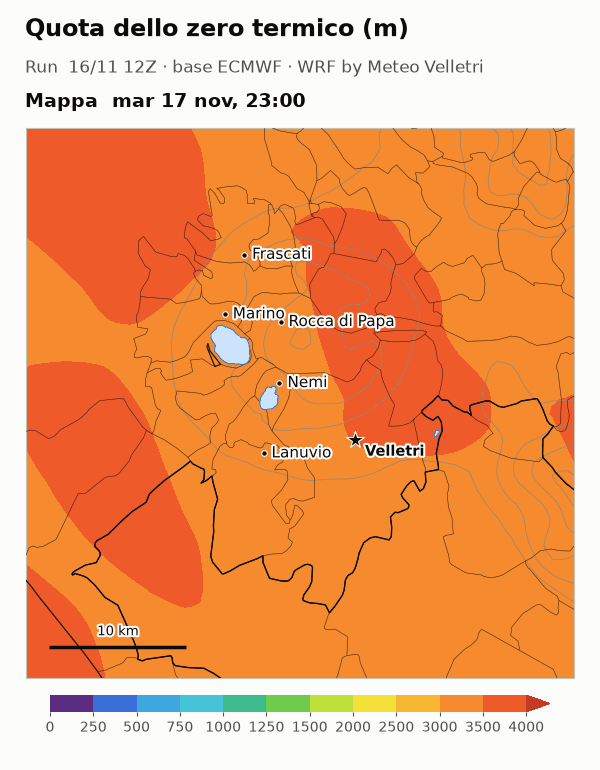 Quota dello zero termico (m)
Run  16/11 12Z · base ECMWF · WRF by Meteo Velletri
Mappa  mar 17 nov, 23:00
Frascati
Marino
Rocca di Papa
Nemi
Velletri
Lanuvio
10 km
0 250 500 750 1000 1250 1500 2000 2500 3000 3500 4000